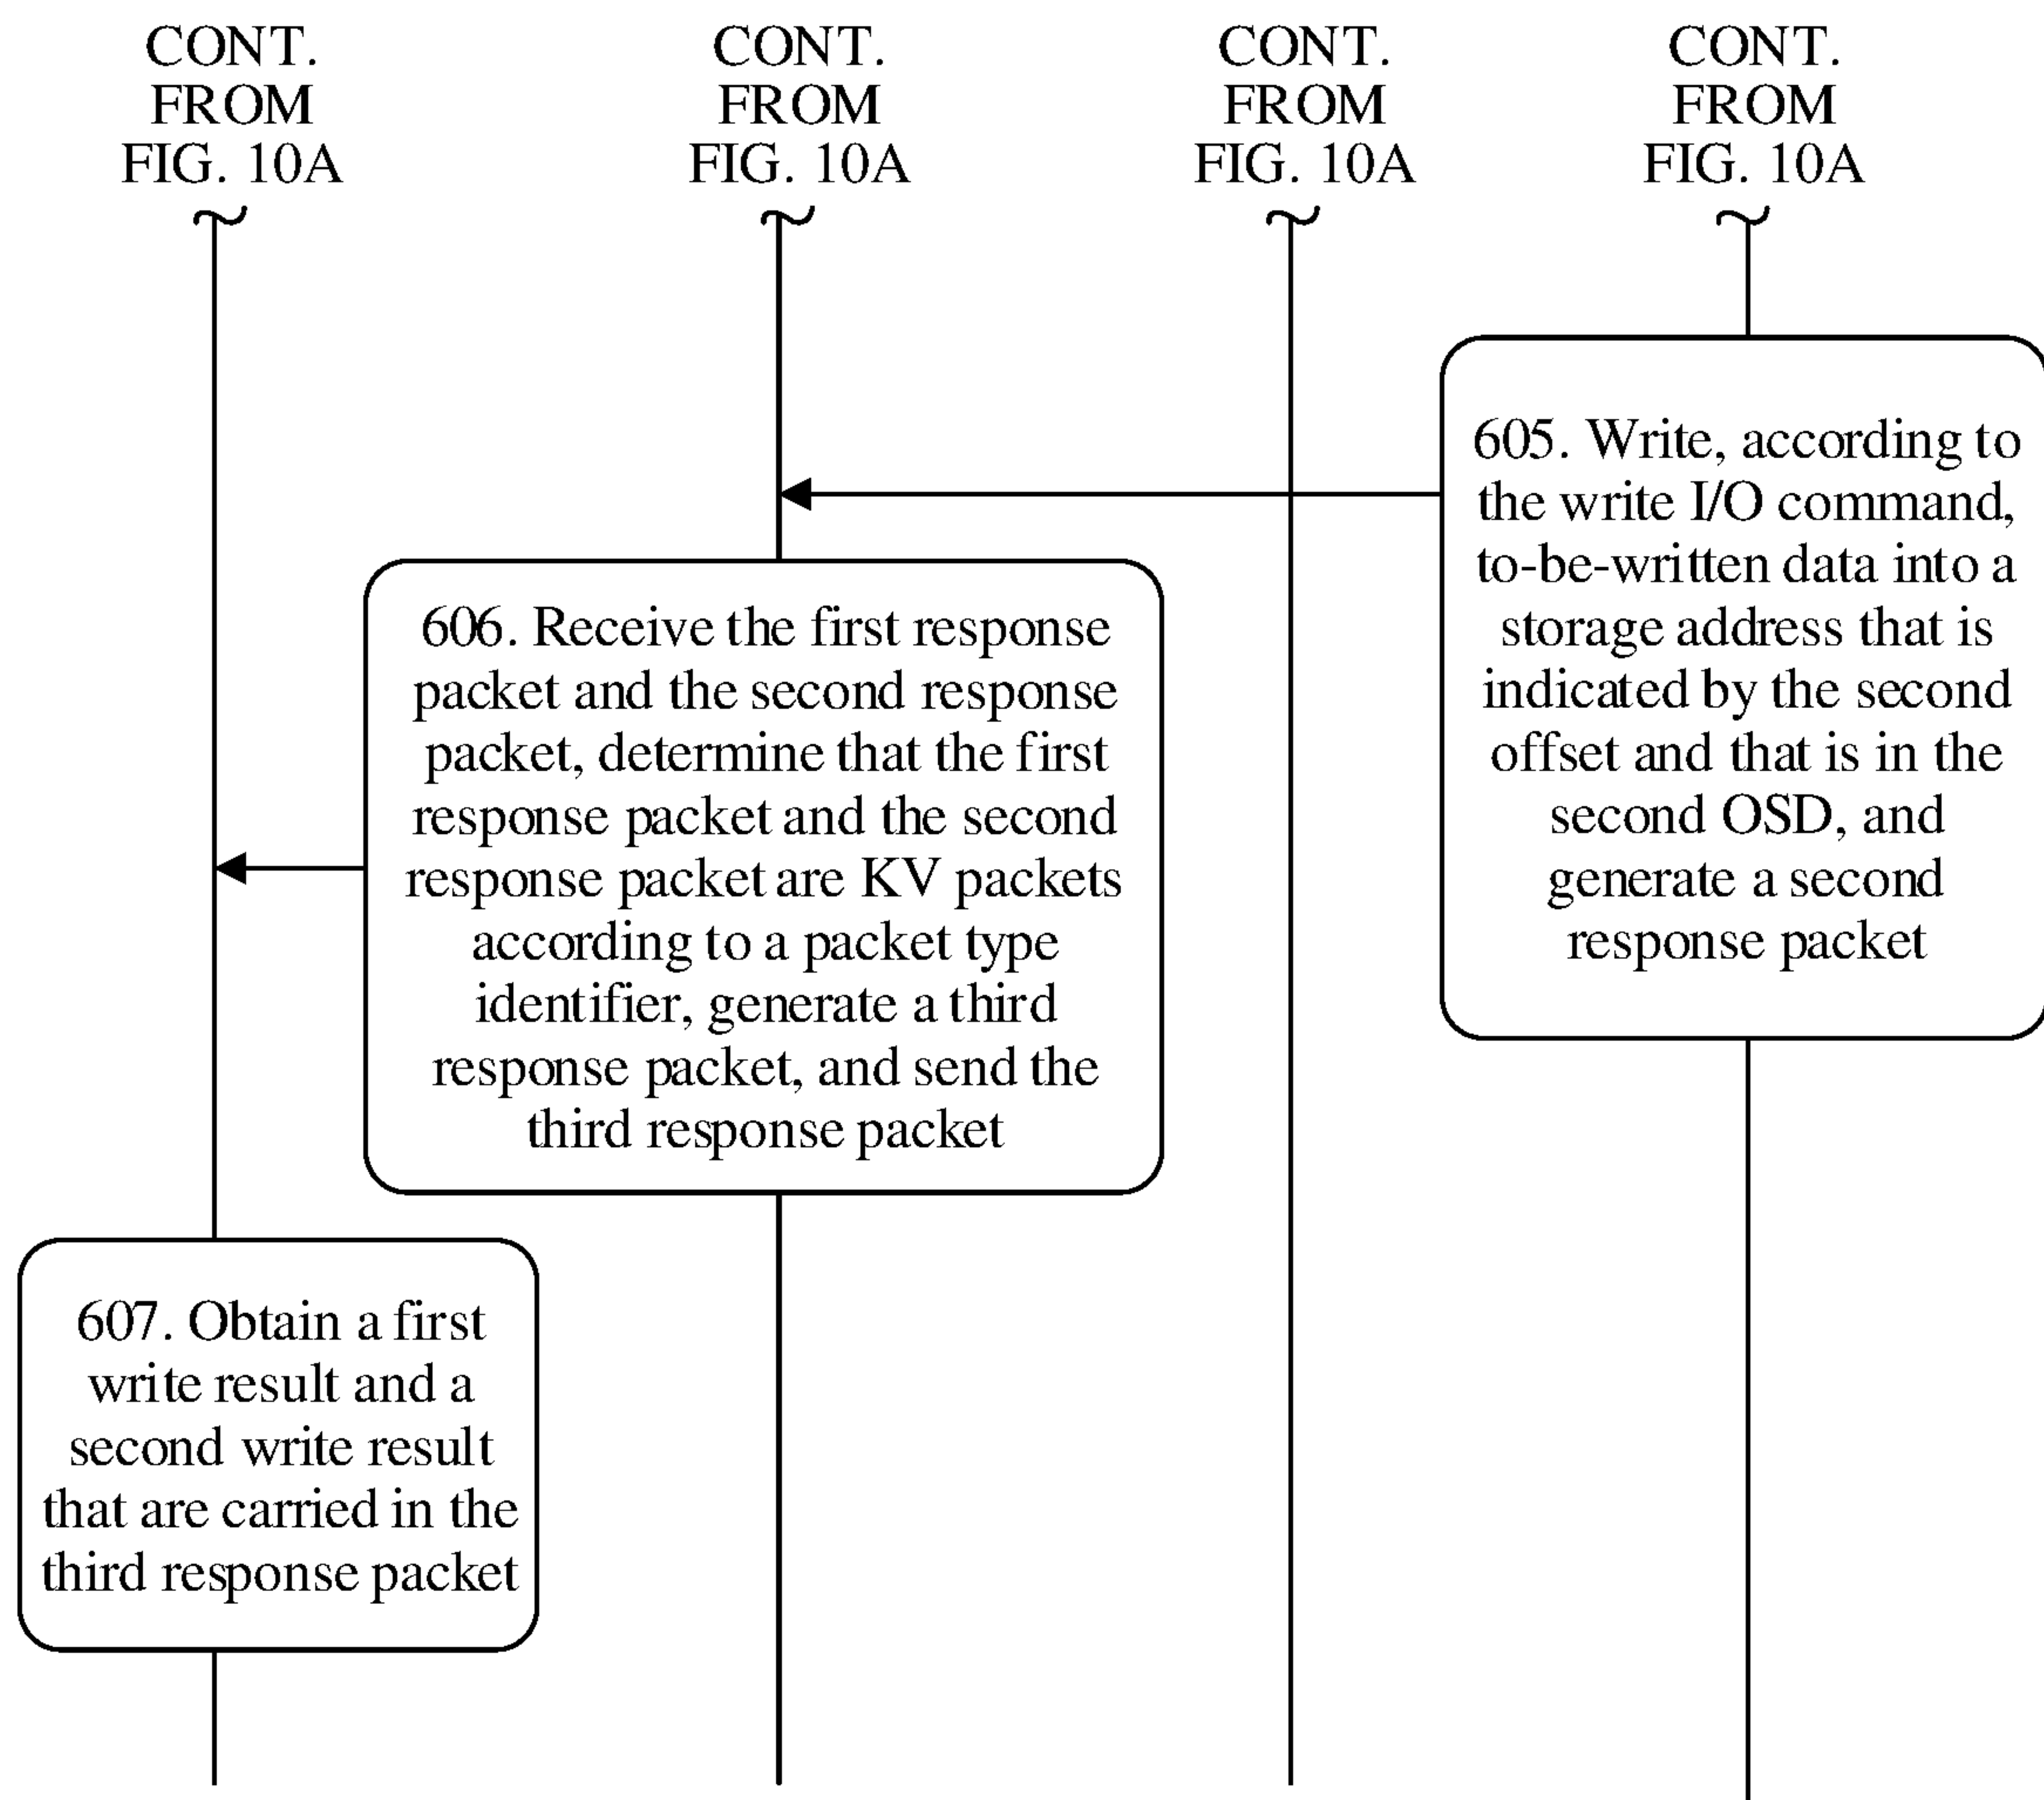 CONT.
FROM
FIG. 10A
CONT.
FROM
FIG. 10A
CONT.
FROM
FIG. 10A
CONT.
FROM
FIG. 10A
605. Write, according to
the write I/O command,
to-be-written data into a
storage address that is
indicated by the second
offset and that is in the
second OSD, and
generate a second
response packet
606. Receive the first response
packet and the second response
packet, determine that the first
response packet and the second
response packet are KV packets
according to a packet type
identifier, generate a third
response packet, and send the
third response packet
607. Obtain a first
write result and a
second write result
that are carried in the
third response packet